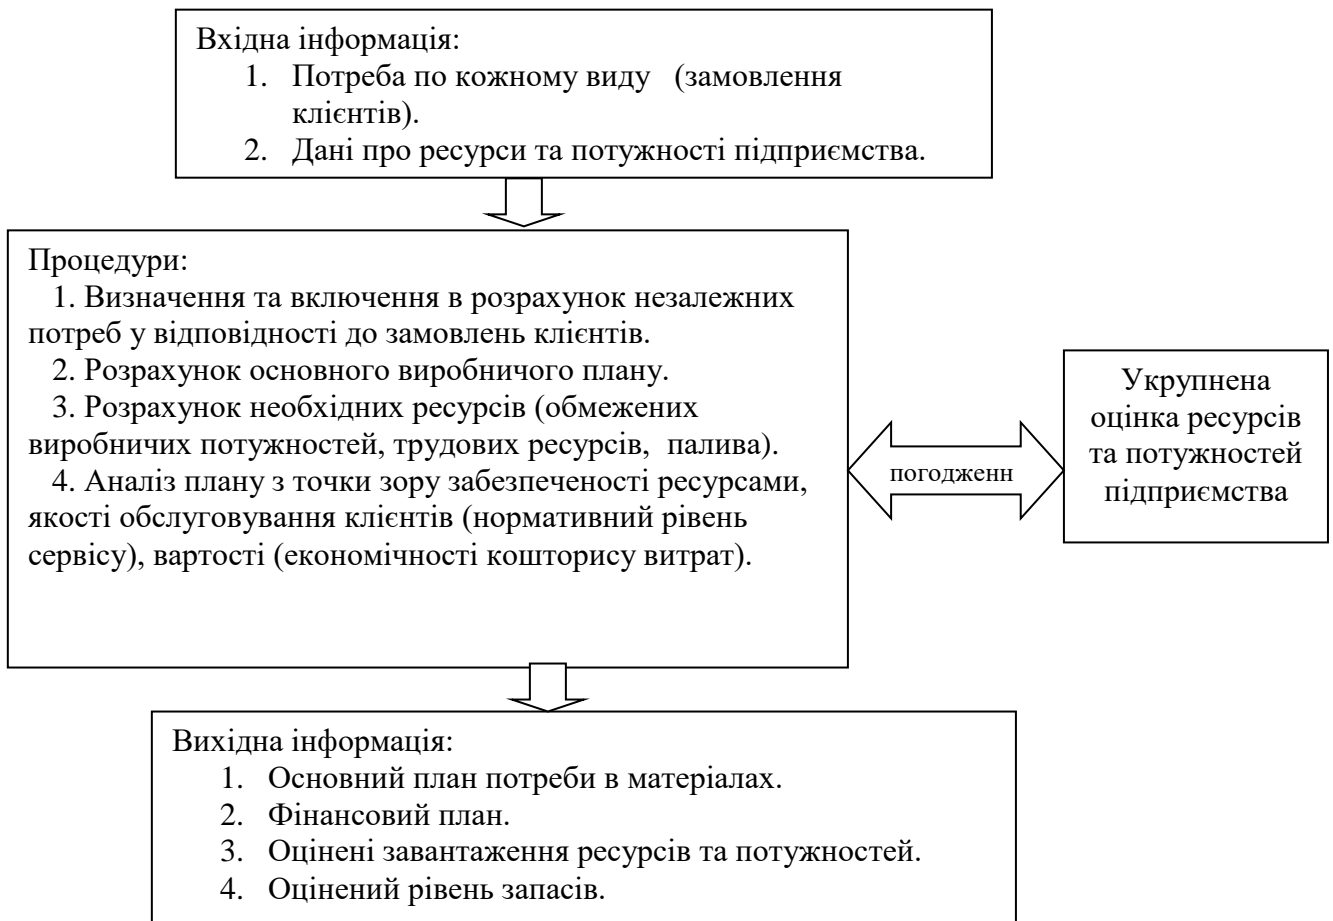 Вхідна інформація:
1. Потреба по кожному виду (замовлення
клієнтів).
2. Дані про ресурси та потужності підприємства.
Процедури:
1. Визначення та включення в розрахунок незалежних
потреб у відповідності до замовлень клієнтів.
2. Розрахунок основного виробничого плану.
3. Розрахунок необхідних ресурсів (обмежених
виробничих потужностей, трудових ресурсів, палива).
4. Аналіз плану з точки зору забезпеченості ресурсами,
якості обслуговування клієнтів (нормативний рівень
сервісу), вартості (економічності кошторису витрат).
погодженн
Укрупнена
оцінка ресурсів
та потужностей
підприємства
Вихідна інформація:
1. Основний план потреби в матеріалах.
2. Фінансовий план.
3. Оцінені завантаження ресурсів та потужностей.
4. Оцінений рівень запасів.